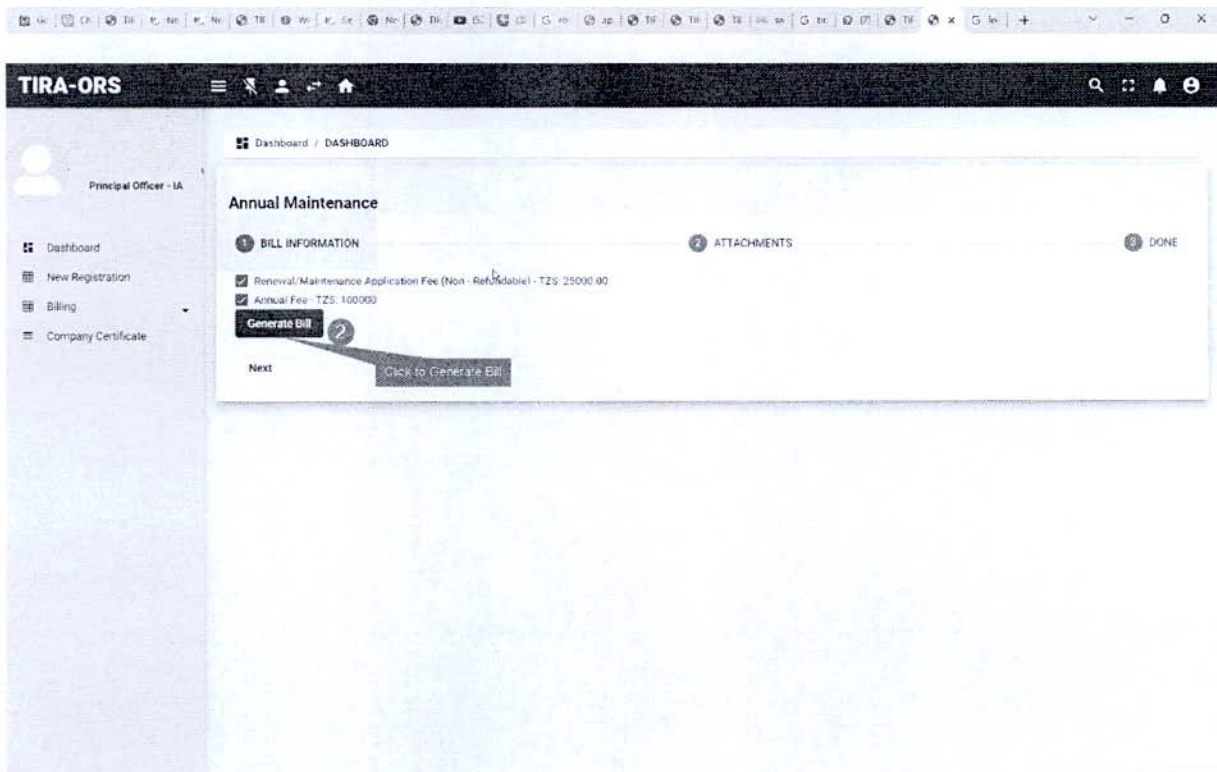 TIRA-ORS
Dashboard / DASHBOARD
Principal Officer - IA
Dashboard
New Registration
Billing
Company Certificate
Annual Maintenance
1 BILL INFORMATION
2 ATTACHMENTS
3 DONE
Renewal/Maintenance Application Fee (Non - Refundable) - TZS: 25000.00
Annual Fee - TZS: 100000
Generate Bill
2
Click to Generate Bill
Next